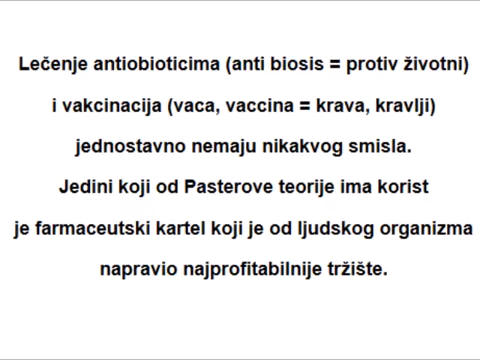 Lečenje antiobioticima (anti biosis = protiv životni)
i vakcinacija (vaca, vaccina = krava, kravlji)
jednostavno nemaju nikakvog smisla.
Jedini koji od Pasterove teorije ima korist
je farmaceutski kartel koji je od ljudskog organizma
napravio najprofitabilnije tržište.